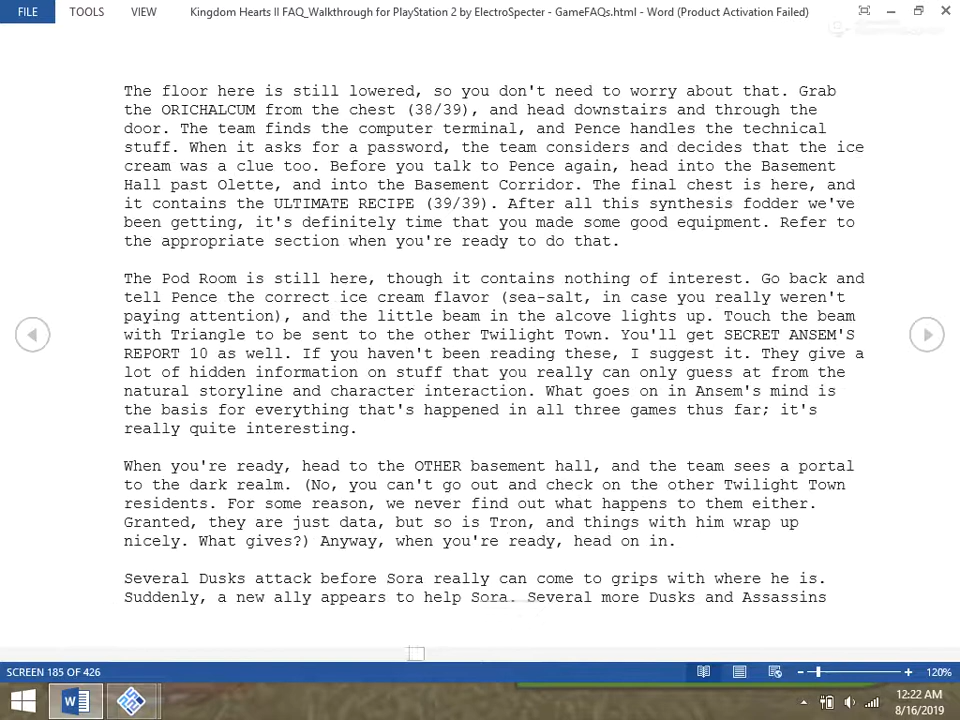 FILE TOOLS VIEW Kingdom Hearts II FAQ_Walkthrough for PlayStation 2 by ElectroSpecter - GameFAQs.html - Word (Product Activation Failed)
The floor here is still lowered, so you don't need to worry about that. Grab
the ORICHALCUM from the chest (38/39), and head downstairs and through the
door. The team finds the computer terminal, and Pence handles the technical
stuff. When it asks for a password, the team considers and decides that the ice
cream was a clue too. Before you talk to Pence again, head into the Basement
Hall past Olette, and into the Basement Corridor. The final chest is here, and
it contains the ULTIMATE RECIPE (39/39). After all this synthesis fodder we've
been getting, it's definitely time that you made some good equipment. Refer to
the appropriate section when you're ready to do that.
The Pod Room is still here, though it contains nothing of interest. Go back and
tell Pence the correct ice cream flavor (sea-salt, in case you really weren't
paying attention), and the little beam in the alcove lights up. Touch the beam
with Triangle to be sent to the other Twilight Town. You'll get SECRET ANSEM'S
REPORT 10 as well. If you haven't been reading these, I suggest it. They give a
lot of hidden information on stuff that you really can only guess at from the
natural storyline and character interaction. What goes on in Ansem's mind is
the basis for everything that's happened in all three games thus far; it's
really quite interesting.
When you're ready, head to the OTHER basement hall, and the team sees a portal
to the dark realm. (No, you can't go out and check on the other Twilight Town
residents. For some reason, we never find out what happens to them either.
Granted, they are just data, but so is Tron, and things with him wrap up
nicely. What gives?) Anyway, when you're ready, head on in.
Several Dusks attack before Sora really can come to grips with where he is.
Suddenly, a new ally appears to help Sora. Several more Dusks and Assassins
SCREEN 185 OF 426 120%
12:22 AM
8/16/2019